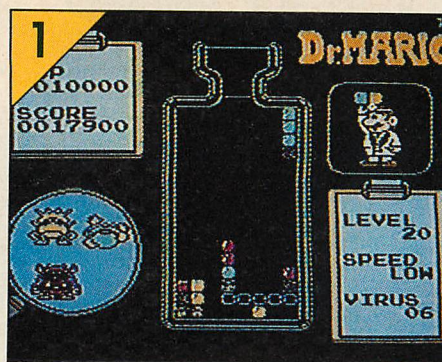 1
Dr.MARIO
P
010000
SCORE
0017900
LEVEL
20
SPEED
LOW
VIRUS
06